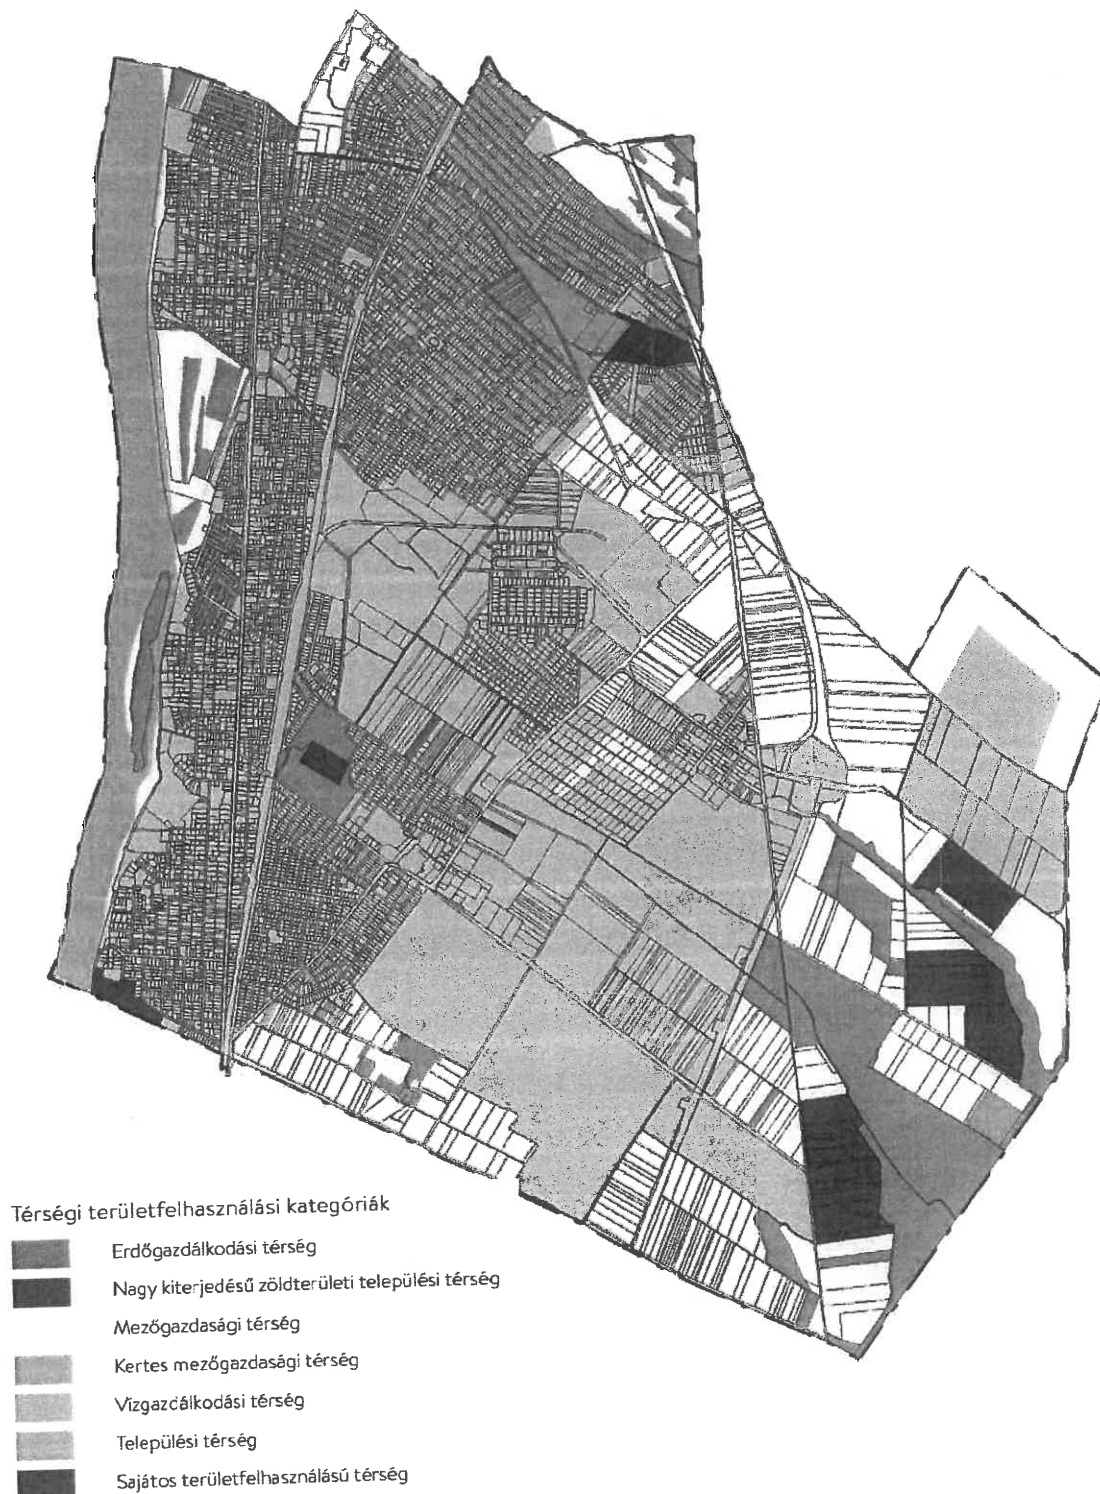 Térségi területfelhasználási kategóriák
Erdőgazdálkodási térség
Nagy kiterjedésű zöldterületi települési térség
Mezőgazdasági térség
Kertes mezőgazdasági térség
Vízgazdálkodási térség
Települési térség
Sajátos területfelhasználású térség